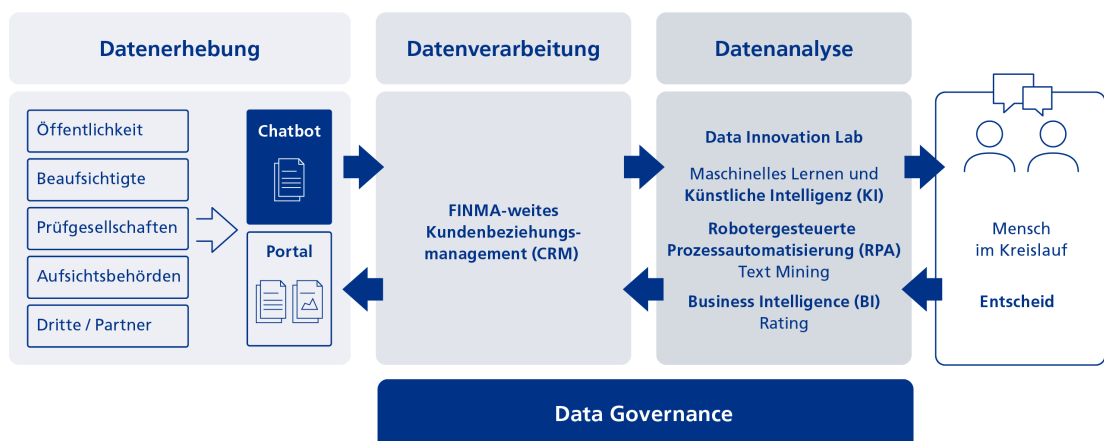 Datenerhebung
Datenverarbeitung
Datenanalyse
Öffentlichkeit
Beaufsichtigte
Prüfgesellschaften
Aufsichtsbehörden
Dritte / Partner
Chatbot
Portal
FINMA-weites
Kundenbeziehungs-
management (CRM)
Data Innovation Lab
Maschinelles Lernen und
Künstliche Intelligenz (KI)
Robotergesteuerte
Prozessautomatisierung (RPA)
Text Mining
Business Intelligence (BI)
Rating
Mensch
im Kreislauf
Entscheid
Data Governance